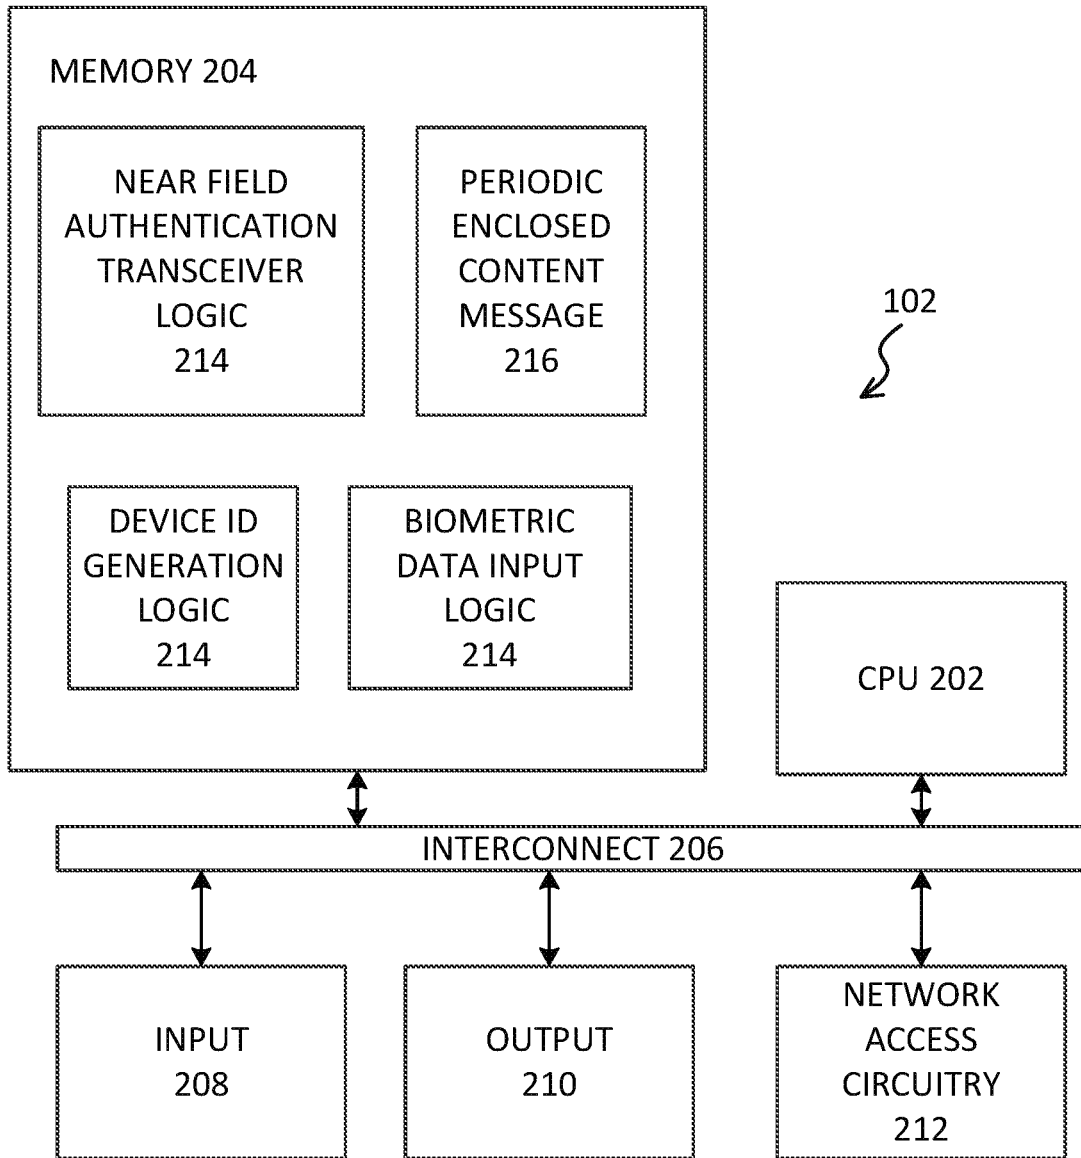 MEMORY 204
NEAR FIELD
AUTHENTICATION
TRANSCEIVER
LOGIC
214
PERIODIC
ENCLOSED
CONTENT
MESSAGE
216
102
DEVICE ID
GENERATION
LOGIC
214
BIOMETRIC
DATA INPUT
LOGIC
214
CPU 202
INTERCONNECT 206
INPUT
208
OUTPUT
210
NETWORK
ACCESS
CIRCUITRY
212